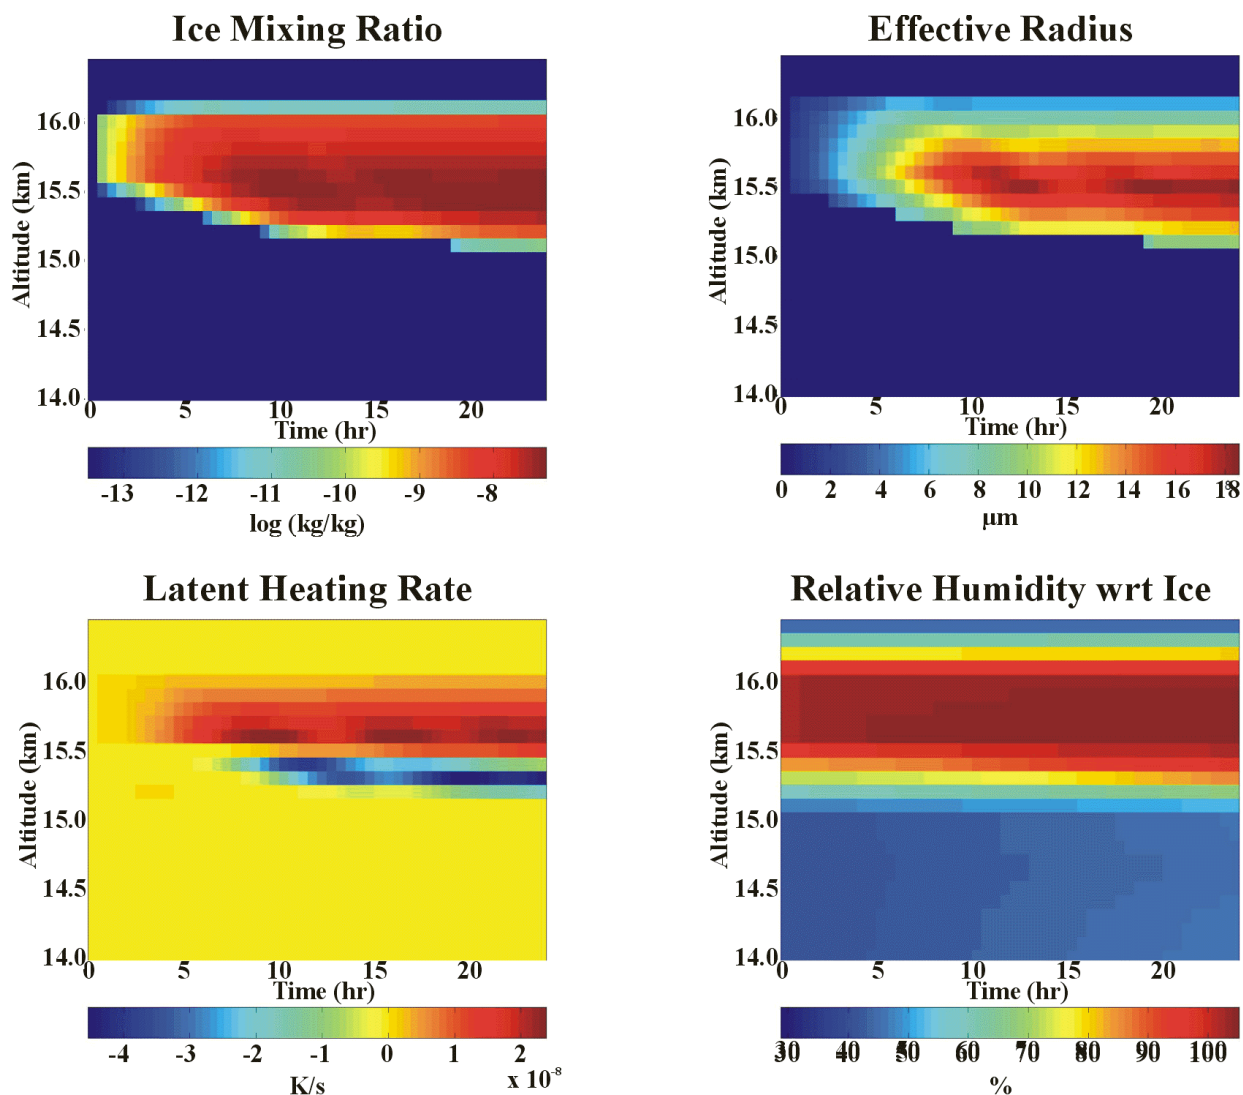 Ice Mixing Ratio
Effective Radius
Altitude (km)
16.0
15.5
15.0
14.5
14.0
0 5 10 15 20
Time (hr)
-13 -12 -11 -10 -9 -8
log (kg/kg)
Altitude (km)
16.0
15.5
15.0
14.5
14.0
0 5 10 15 20
Time (hr)
0 2 4 6 8 10 12 14 16 18
µm
Latent Heating Rate
Relative Humidity wrt Ice
Altitude (km)
16.0
15.5
15.0
14.5
14.0
0 5 10 15 20
Time (hr)
-4 -3 -2 -1 0 1 2
x 10⁻⁸
K/s
Altitude (km)
16.0
15.5
15.0
14.5
14.0
0 5 10 15 20
Time (hr)
30 40 50 60 70 80 90 100
%